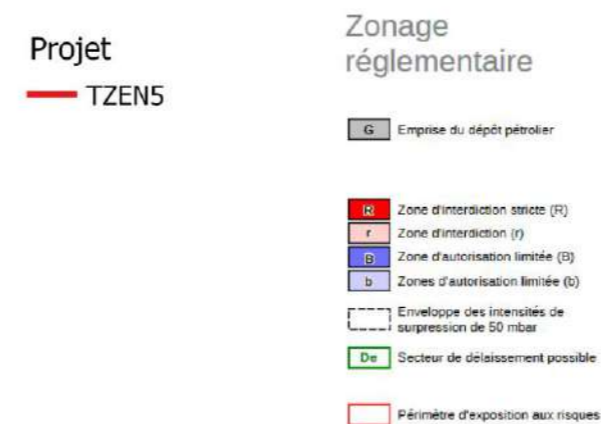 Projet
TZEN5
Zonage
réglementaire
G Emprise du dépôt pétrolier
R Zone d'interdiction stricte (R)
r Zone d'interdiction (r)
B Zone d'autorisation limitée (B)
b Zones d'autorisation limitée (b)
Enveloppe des intensités de
surpression de 50 mbar
De Secteur de délaissement possible
Périmètre d'exposition aux risques